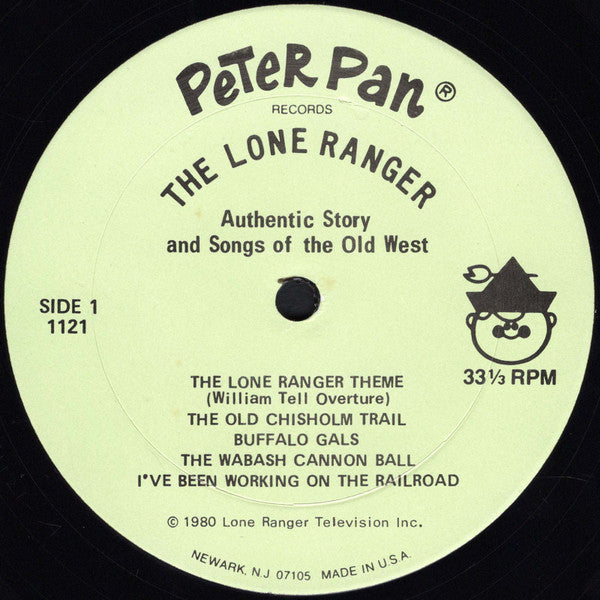 PETER PAN®
RECORDS
THE LONE RANGER
Authentic Story
and Songs of the Old West
SIDE 1
1121
33⅓ RPM
THE LONE RANGER THEME
(William Tell Overture)
THE OLD CHISHOLM TRAIL
BUFFALO GALS
THE WABASH CANNON BALL
I'VE BEEN WORKING ON THE RAILROAD
© 1980 Lone Ranger Television Inc.
NEWARK, N.J 07105 MADE IN U.S.A.